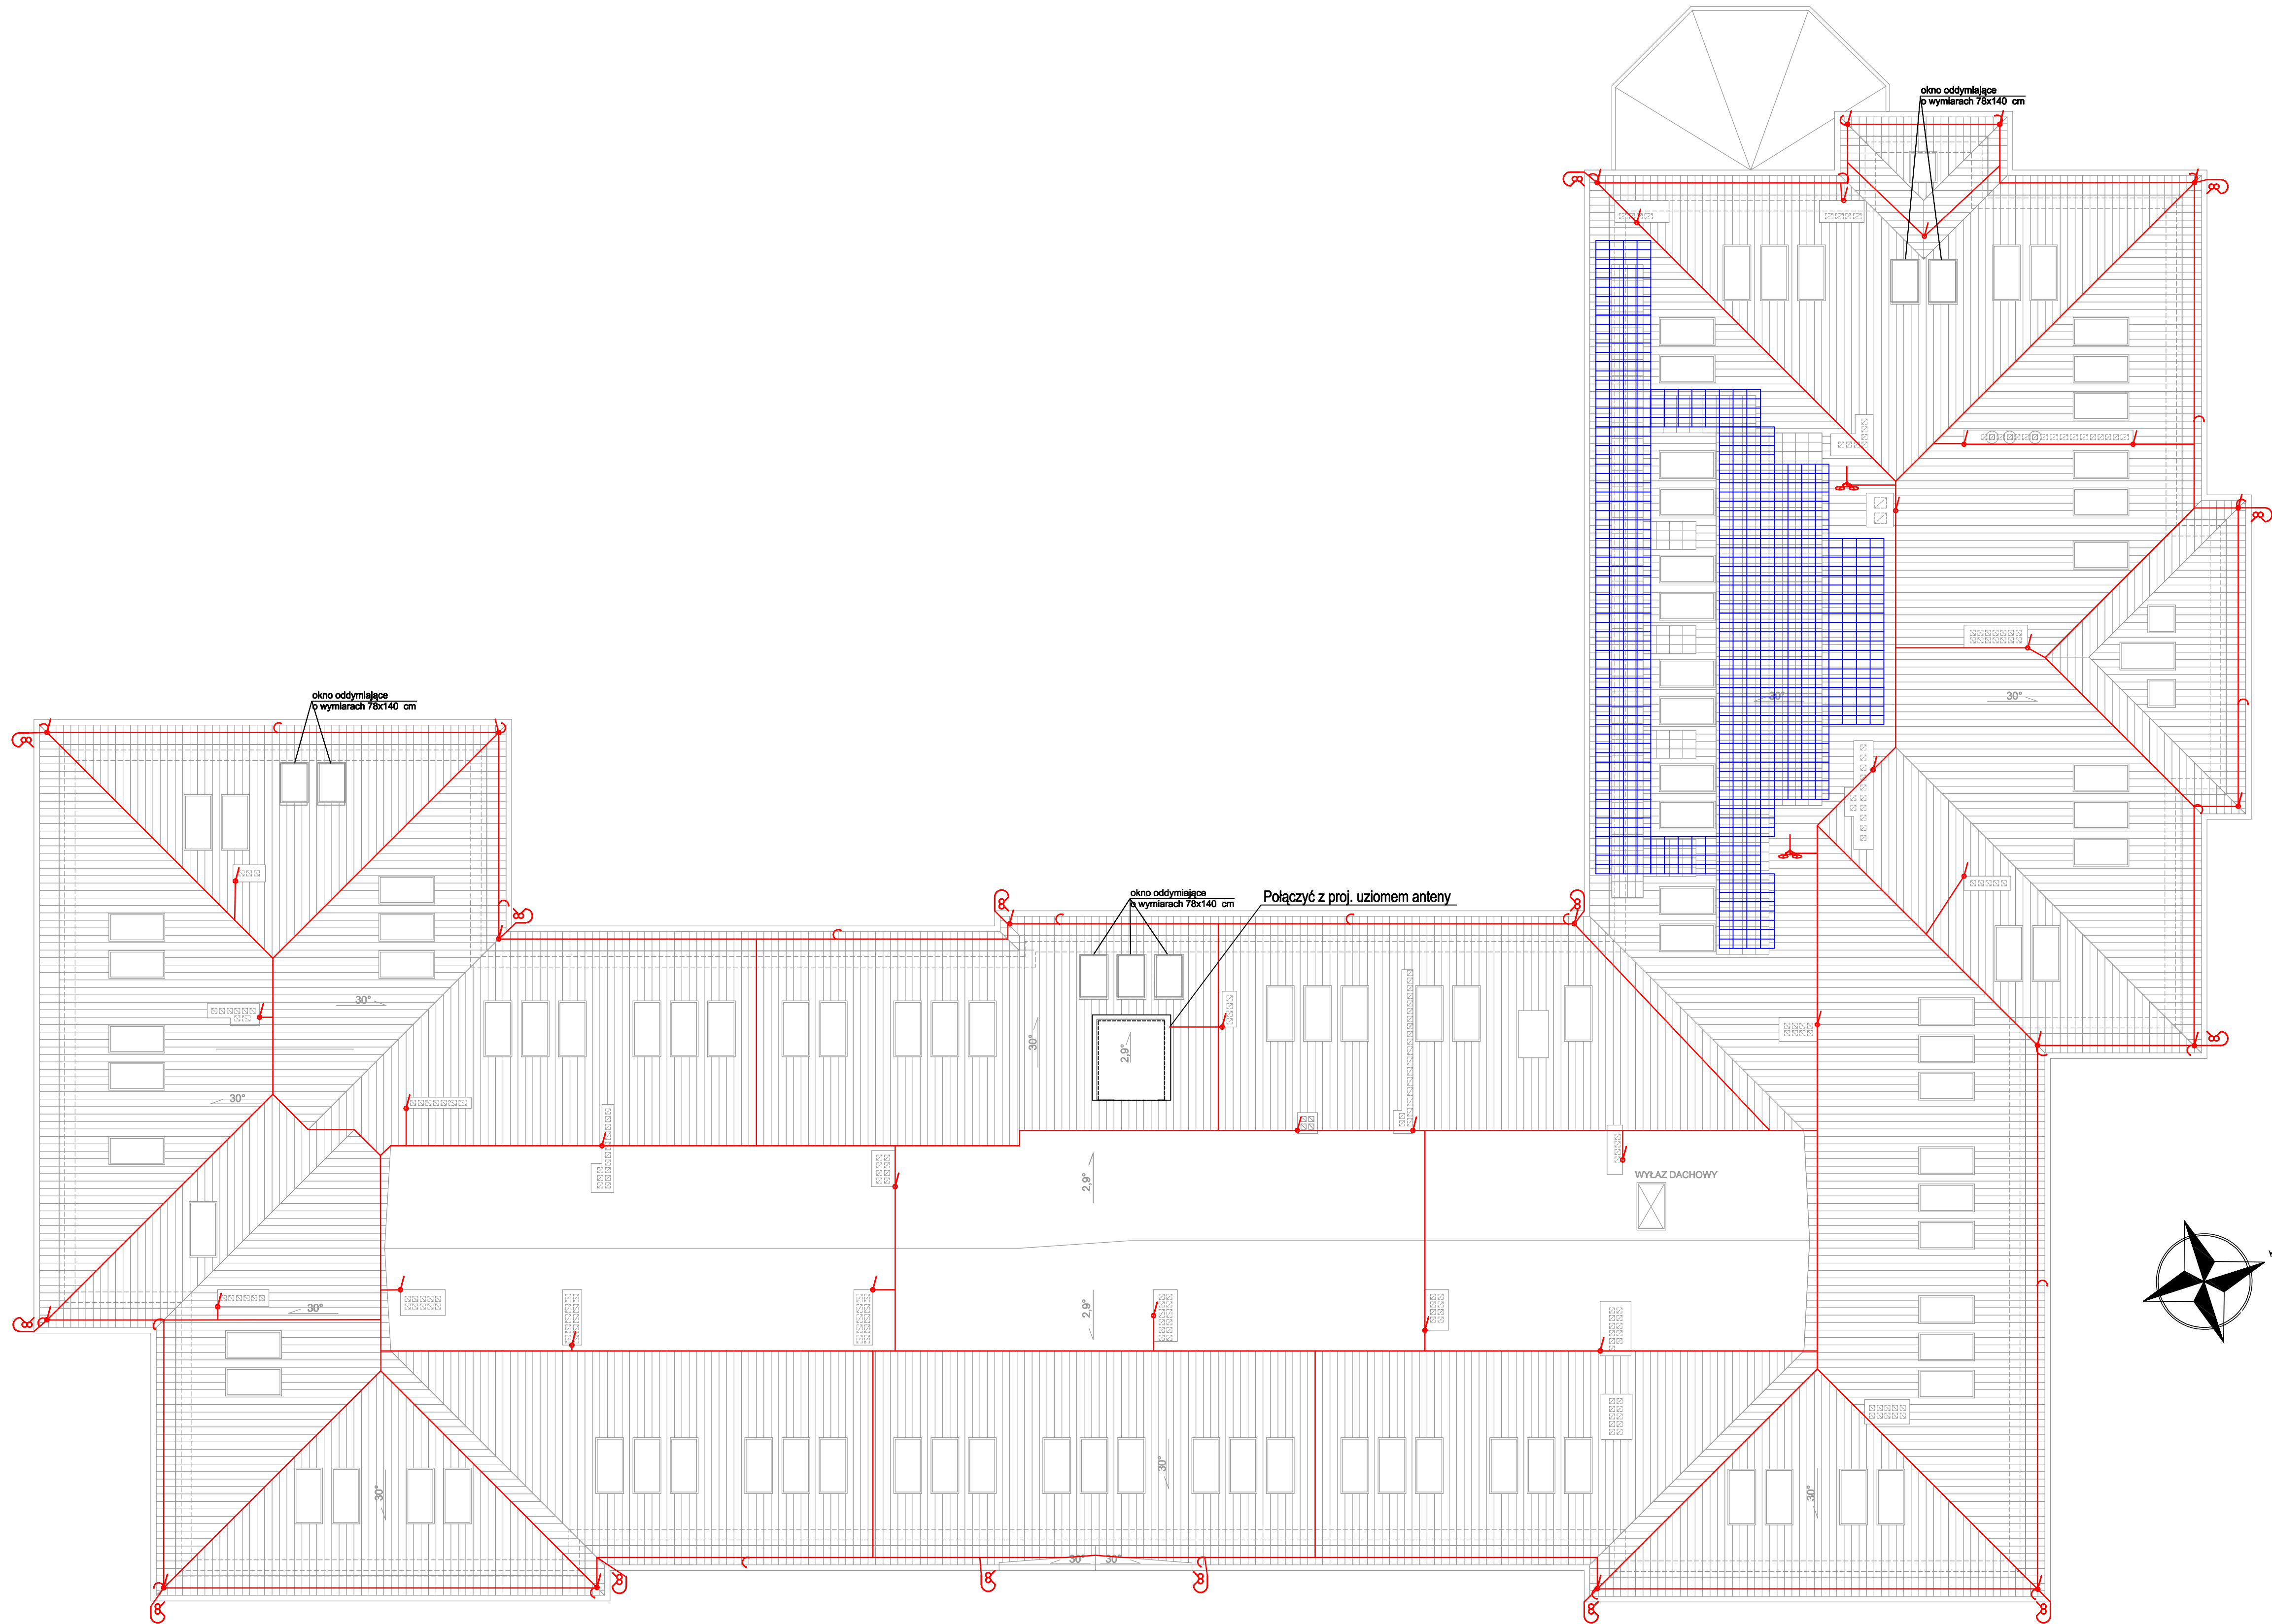 okno oddymiające
o wymiarach 78x140 cm
okno oddymiające
o wymiarach 78x140 cm
30°
30°
okno oddymiające
o wymiarach 78x140 cm
Połączyć z proj. uziomem anteny
30°
30°
2,9°
30°
2,9°
WYŁAZ DACHOWY
30°
2,9°
30°
30°
30°
30°
30°